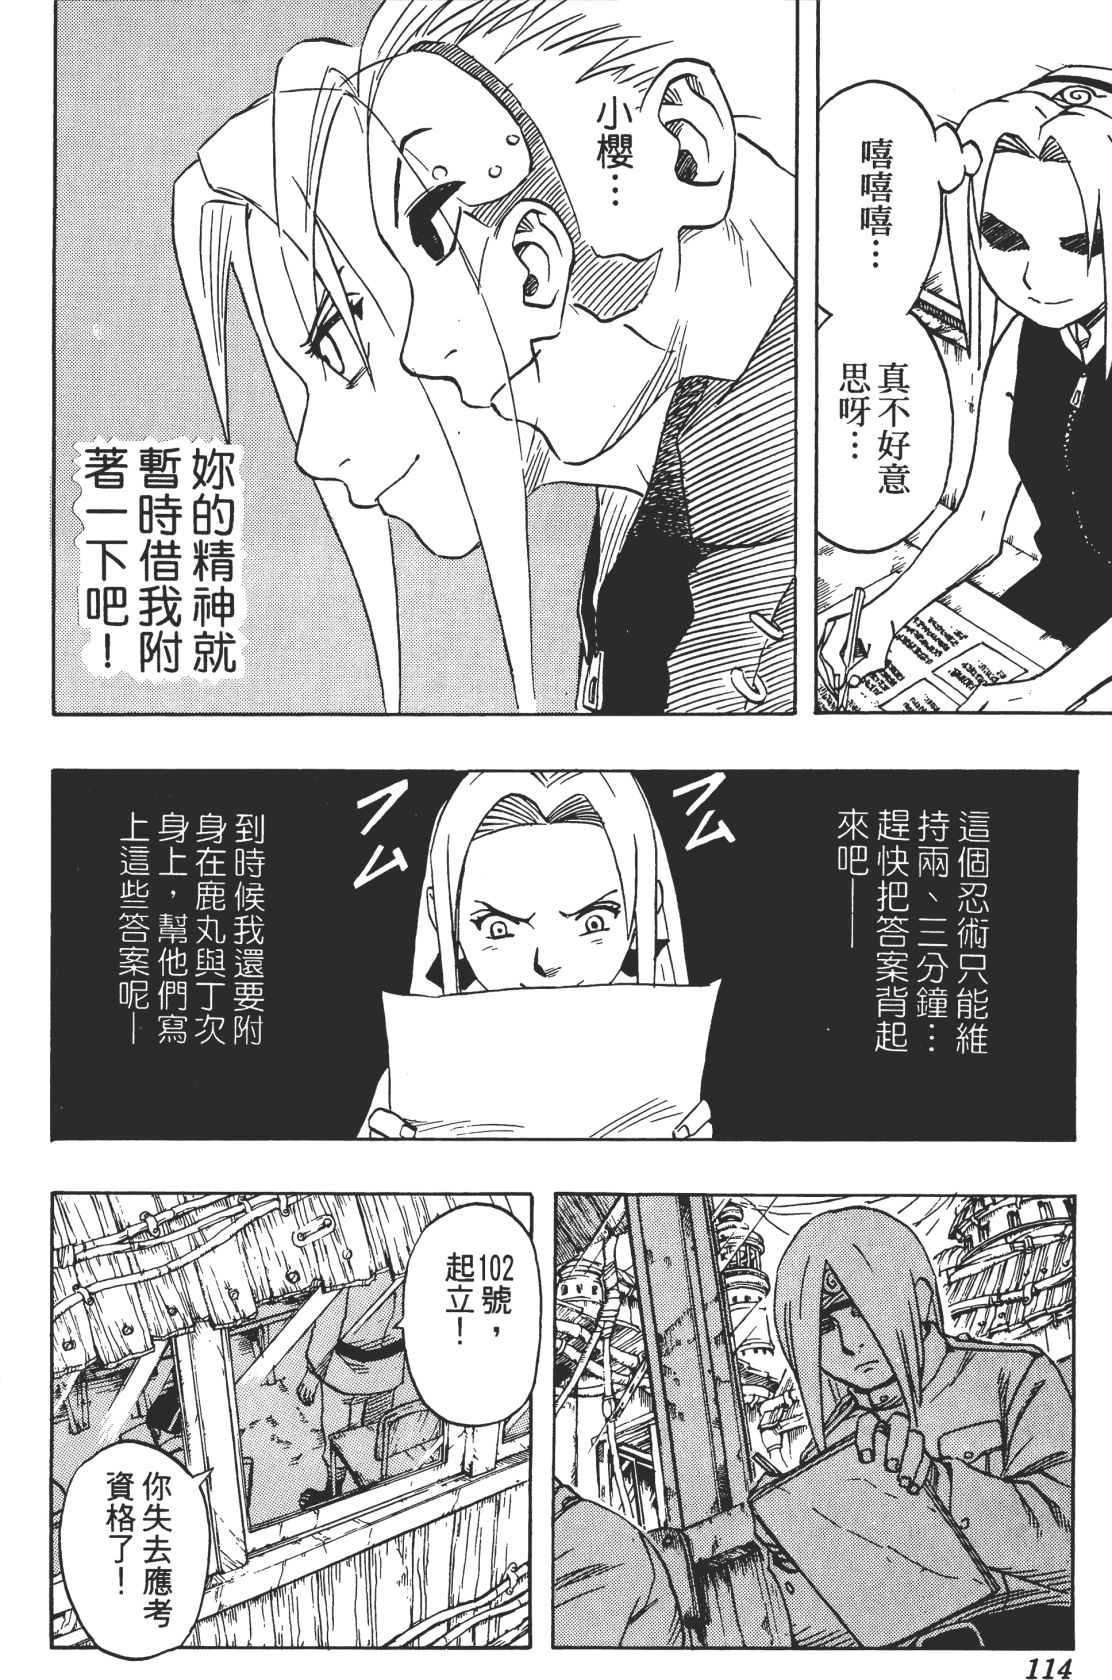 嘻嘻嘻…
真不好意
思呀…
小櫻…
妳的精神就
暫時借我附
著一下吧！
這個忍術只能維
持兩、三分鐘…
趕快把答案背起
來吧——
フム
フム
到時候我還要附
身在鹿丸與丁次
身上，幫他們寫
上這些答案呢—
102號，
起立！
你失去應考
資格了！
114